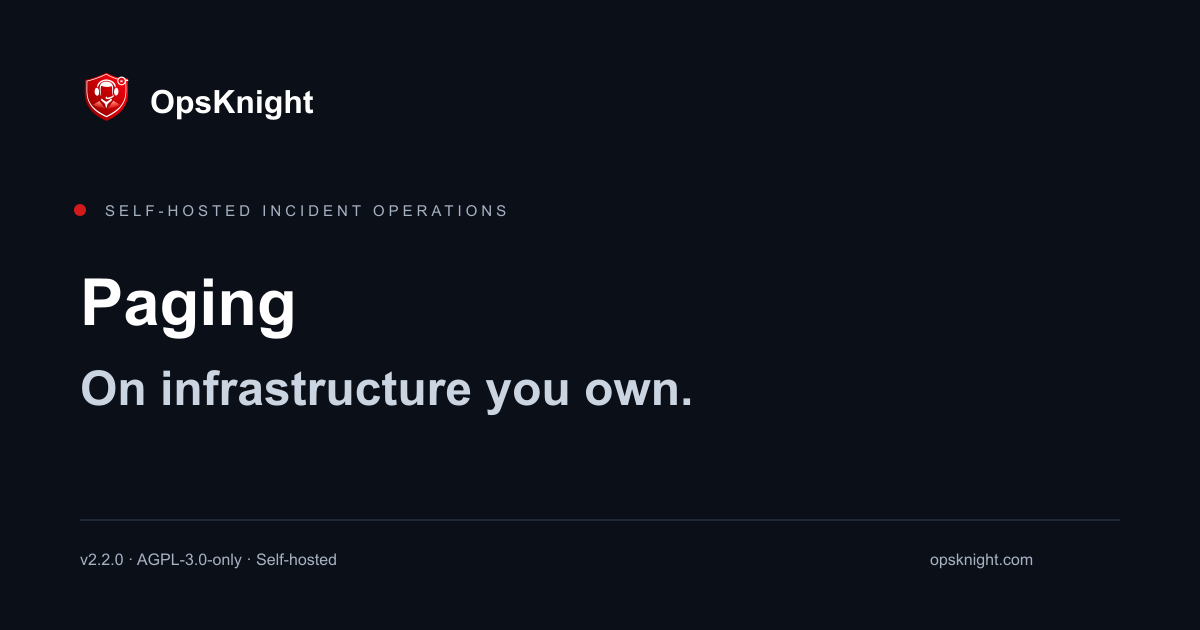 OpsKnight
SELF-HOSTED INCIDENT OPERATIONS
Paging
On infrastructure you own.
v2.2.0 · AGPL-3.0-only · Self-hosted
opsknight.com